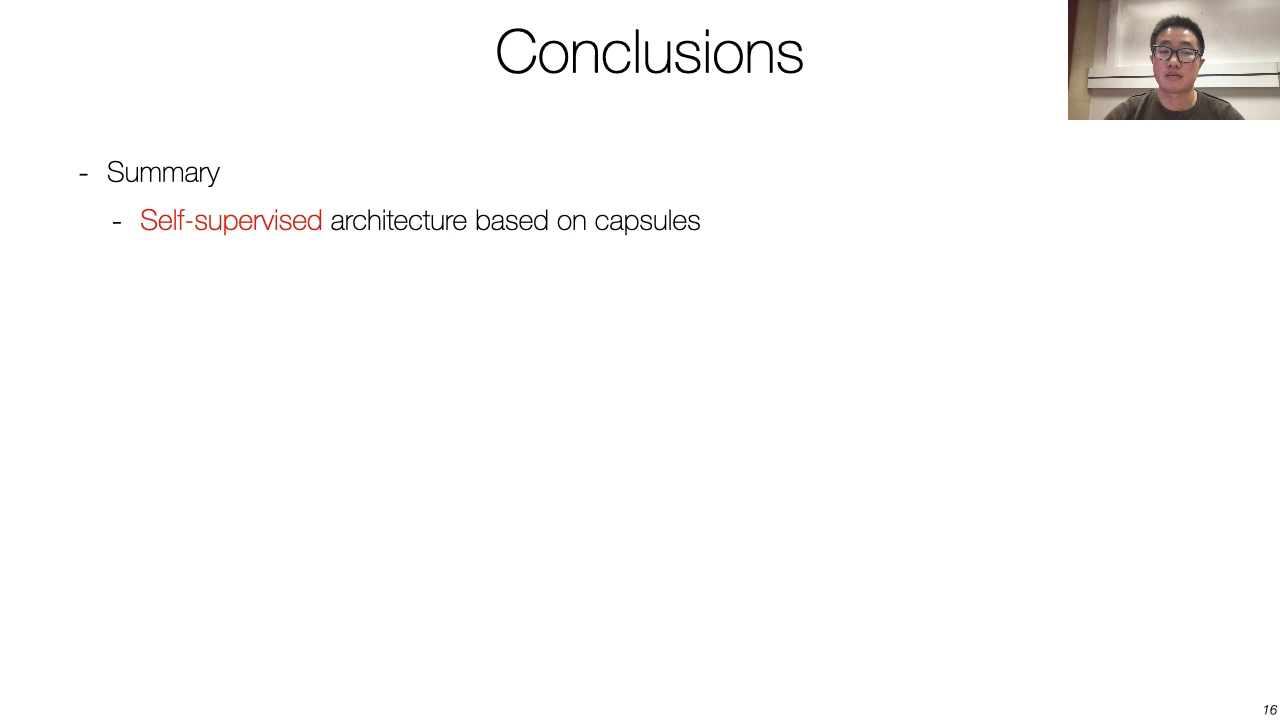 Conclusions
- Summary
- Self-supervised architecture based on capsules
16